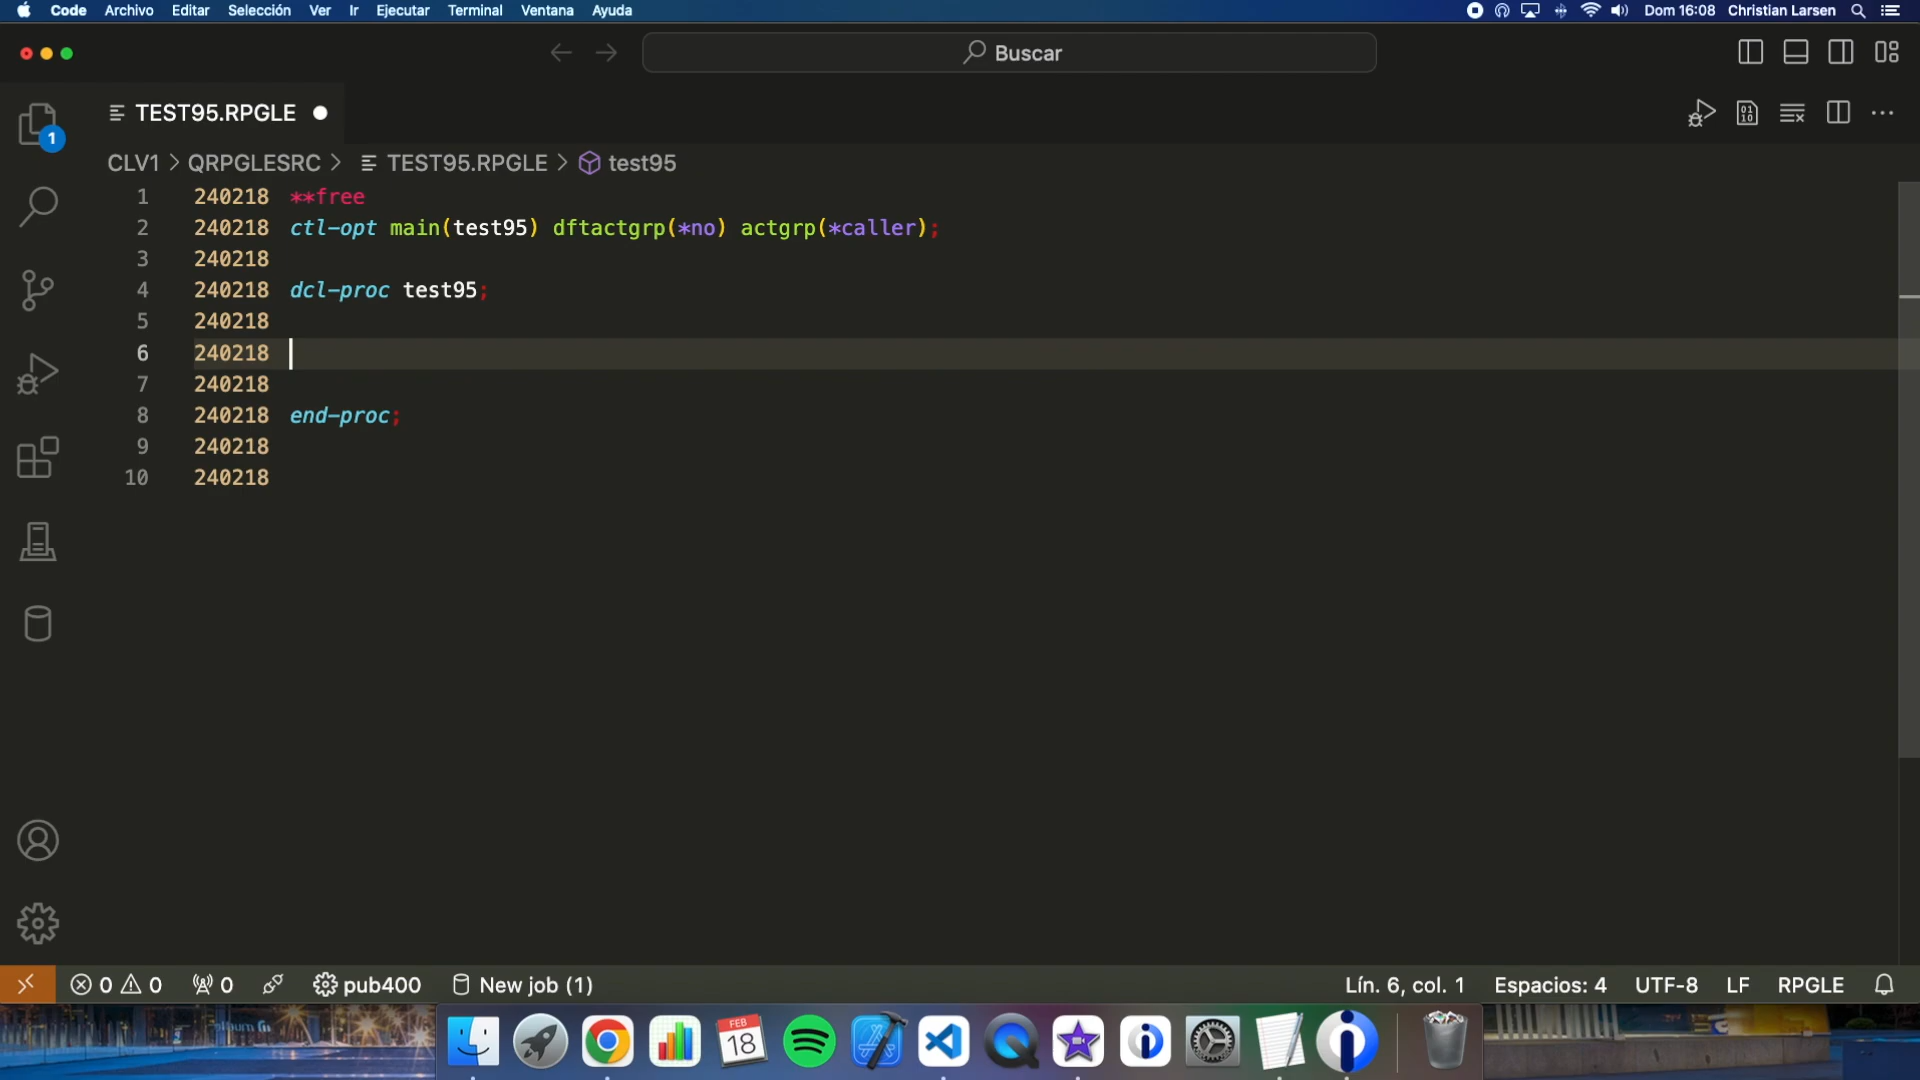 Code Archivo Editar Selección Ver Ir Ejecutar Terminal Ventana Ayuda Dom 16:08 Christian Larsen
Buscar
TEST95.RPGLE
1
CLV1 > QRPGLESRC > TEST95.RPGLE > test95
1 240218 **free
2 240218 ctl-opt main(test95) dftactgrp(*no) actgrp(*caller);
3 240218
4 240218 dcl-proc test95;
5 240218
6 240218
7 240218
8 240218 end-proc;
9 240218
10 240218
0 0 0 pub400 New job (1) Lín. 6, col. 1 Espacios: 4 UTF-8 LF RPGLE
FEB
18